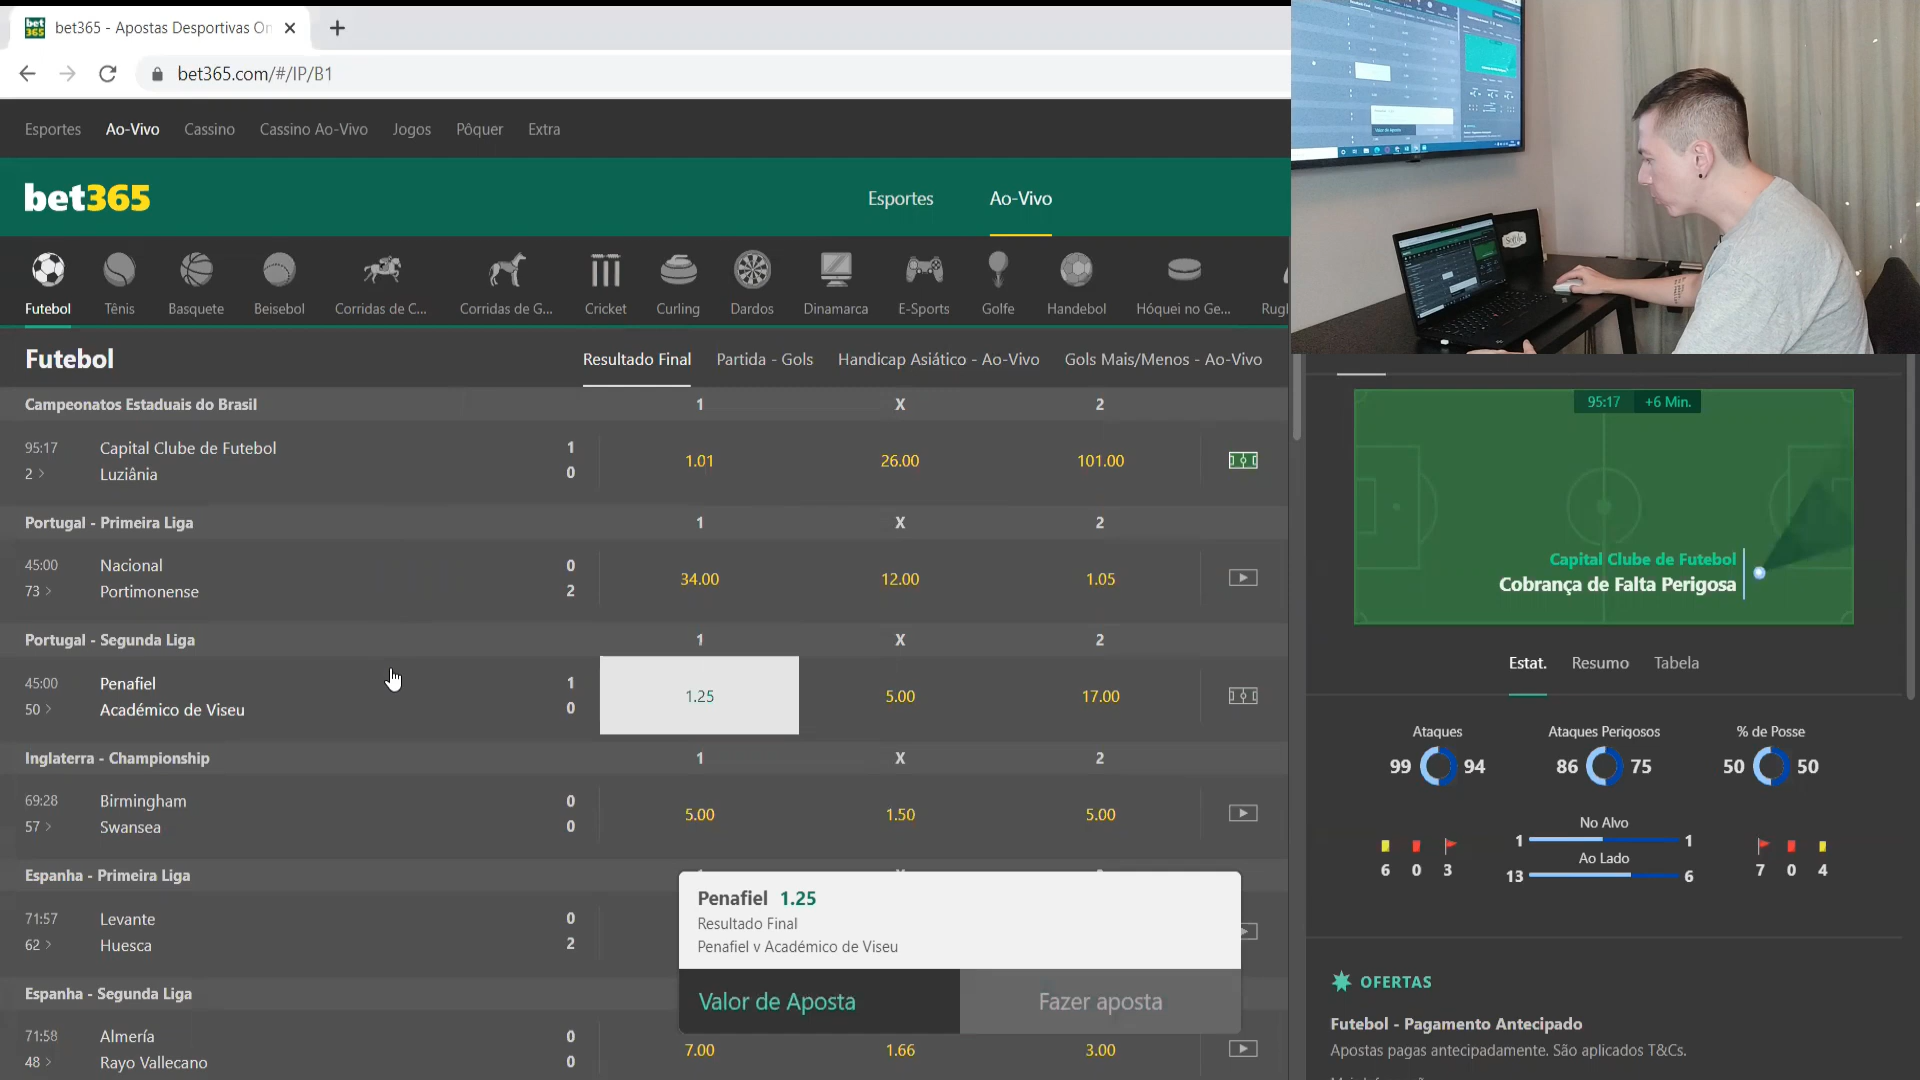 bet365 - Apostas Desportivas On
bet365.com/#/IP/B1
Esportes Ao-Vivo Cassino Cassino Ao-Vivo Jogos Pôquer Extra
bet365 Esportes Ao-Vivo
Futebol Tênis Basquete Beisebol Corridas de C... Corridas de G... Cricket Curling Dardos Dinamarca E-Sports Golfe Handebol Hóquei no Ge... Rugl
Futebol Resultado Final Partida - Gols Handicap Asiático - Ao-Vivo Gols Mais/Menos - Ao-Vivo
Campeonatos Estaduais do Brasil 1 X 2
95:17 Capital Clube de Futebol 1
2 > Luziânia 0
1.01 26.00 101.00
Portugal - Primeira Liga 1 X 2
45:00 Nacional 0
73 > Portimonense 2
34.00 12.00 1.05
Portugal - Segunda Liga 1 X 2
45:00 Penafiel 1
50 > Académico de Viseu 0
1.25 5.00 17.00
Inglaterra - Championship 1 X 2
69:28 Birmingham 0
57 > Swansea 0
5.00 1.50 5.00
Espanha - Primeira Liga
71:57 Levante 0
62 > Huesca 2
Espanha - Segunda Liga
71:58 Almería 0
48 > Rayo Vallecano 0
7.00 1.66 3.00
Penafiel 1.25
Resultado Final
Penafiel v Académico de Viseu
Valor de Aposta Fazer aposta
95:17 +6 Min.
Capital Clube de Futebol
Cobrança de Falta Perigosa
Estat. Resumo Tabela
Ataques Ataques Perigosos % de Posse
99 94 86 75 50 50
No Alvo
1 1
Ao Lado
13 6
6 0 3 7 0 4
OFERTAS
Futebol - Pagamento Antecipado
Apostas pagas antecipadamente. São aplicados T&Cs.